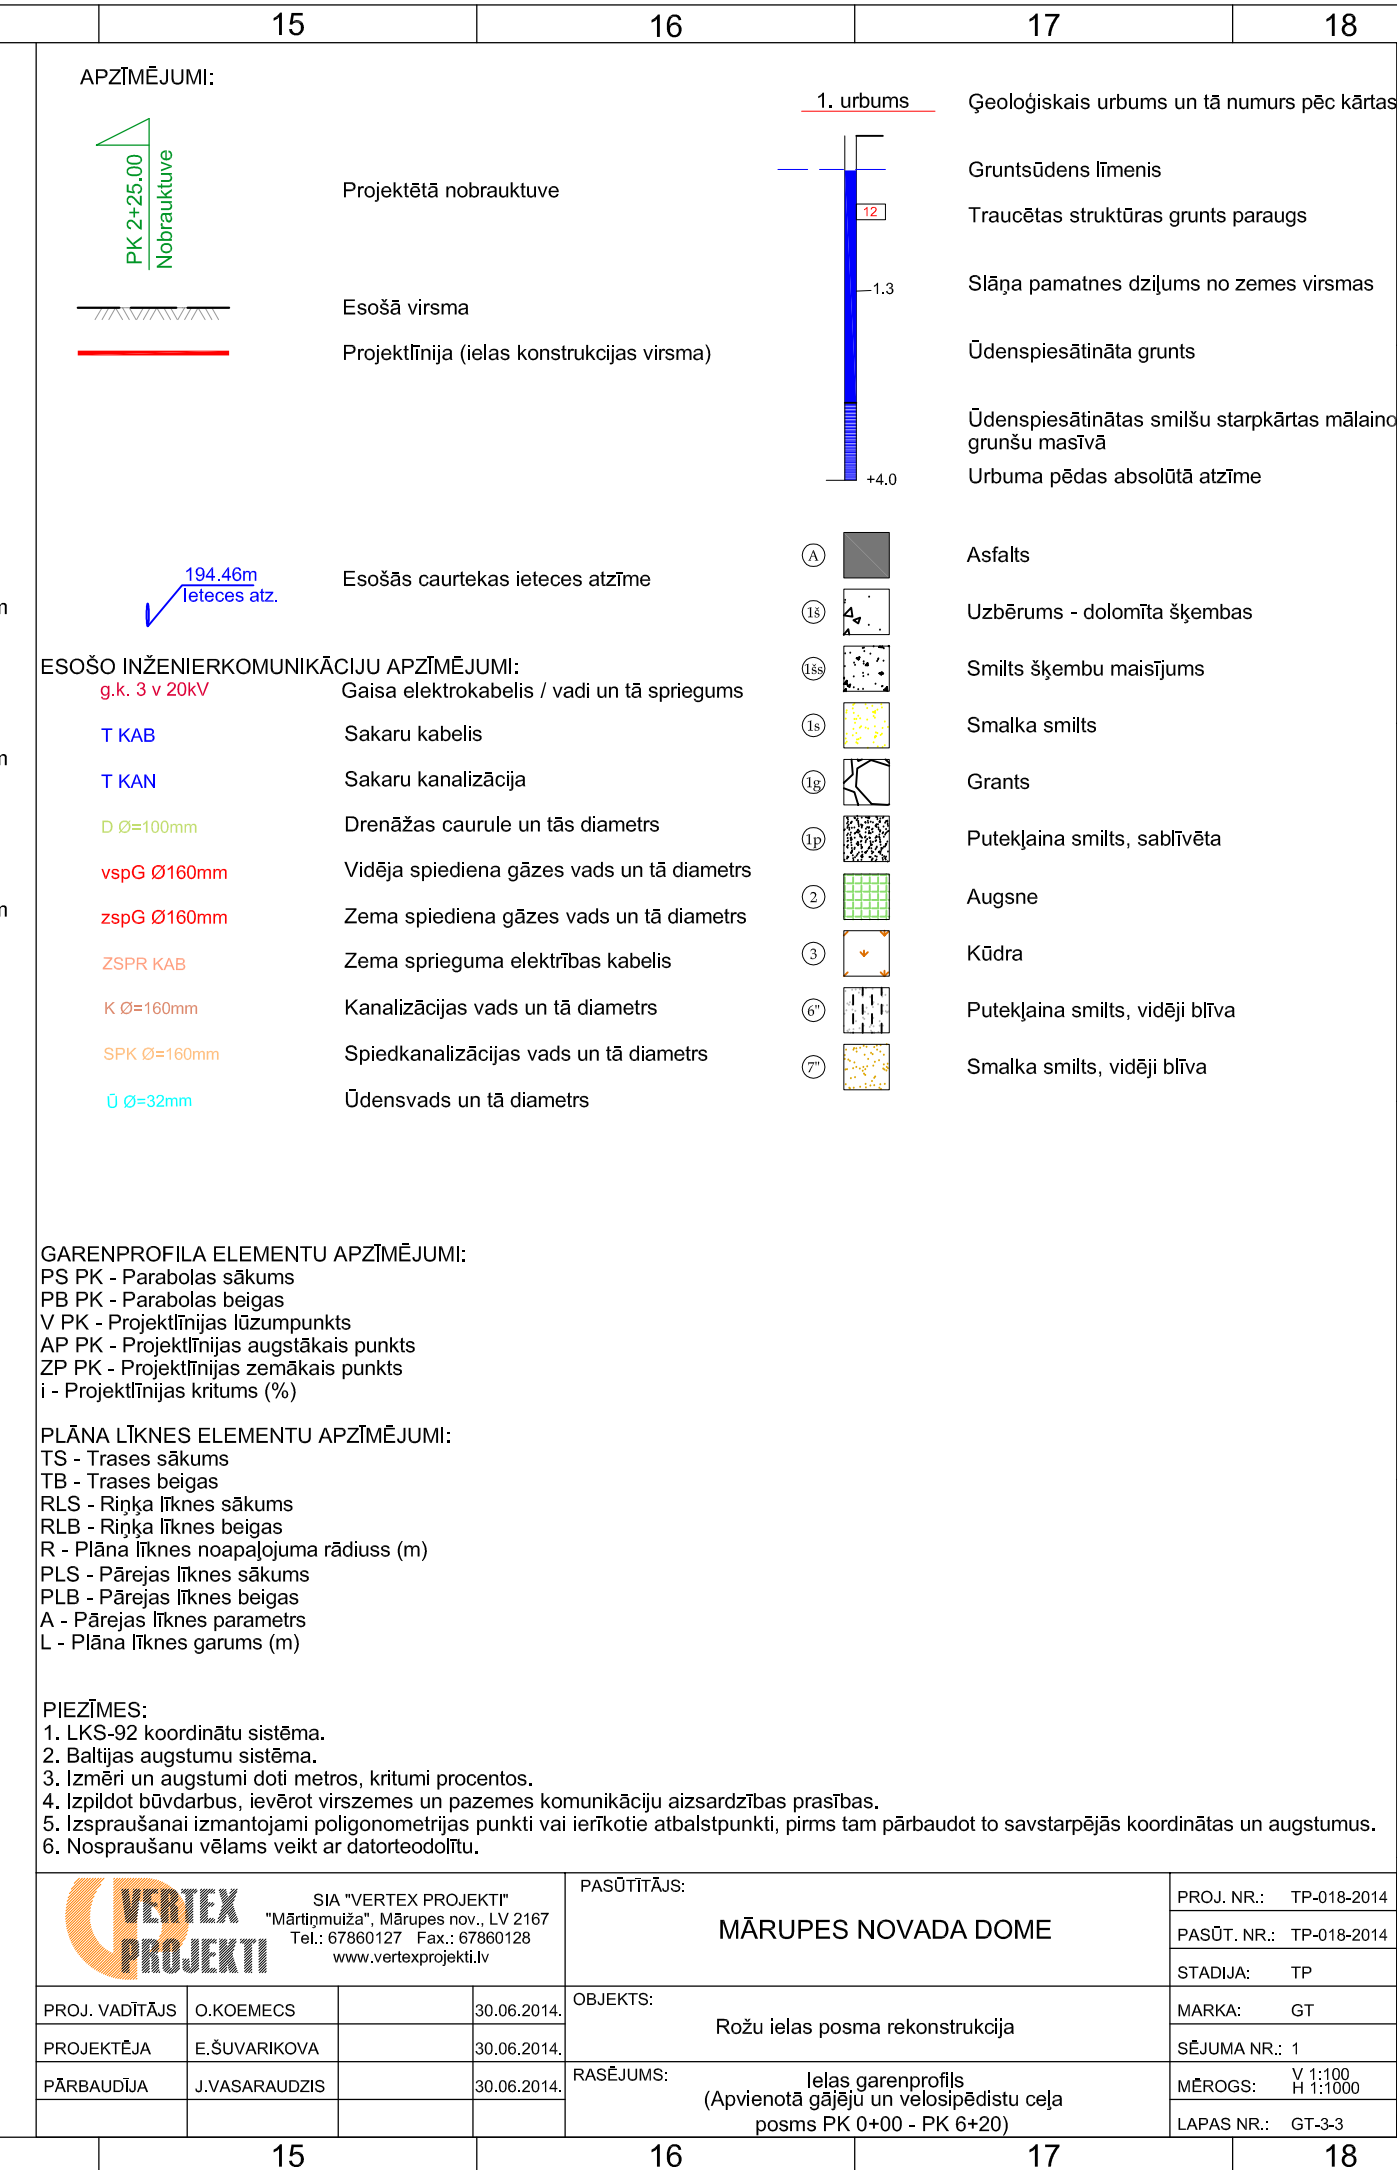 15 16 17 18
APZĪMĒJUMI:
PK 2+25.00
Nobrauktuve
Projektētā nobrauktuve
Esošā virsma
Projektlīnija (ielas konstrukcijas virsma)
194.46m
Ieteces atz.
Esošās caurtekas ieteces atzīme
m
m
m
ESOŠO INŽENIERKOMUNIKĀCIJU APZĪMĒJUMI:
g.k. 3 v 20kV Gaisa elektrokabelis / vadi un tā spriegums
T KAB Sakaru kabelis
T KAN Sakaru kanalizācija
D Ø=100mm Drenāžas caurule un tās diametrs
vspG Ø160mm Vidēja spiediena gāzes vads un tā diametrs
zspG Ø160mm Zema spiediena gāzes vads un tā diametrs
ZSPR KAB Zema sprieguma elektrības kabelis
K Ø=160mm Kanalizācijas vads un tā diametrs
SPK Ø=160mm Spiedkanalizācijas vads un tā diametrs
Ū Ø=32mm Ūdensvads un tā diametrs
1. urbums Ģeoloģiskais urbums un tā numurs pēc kārtas
Gruntsūdens līmenis
12 Traucētas struktūras grunts paraugs
1.3 Slāņa pamatnes dziļums no zemes virsmas
Ūdenspiesātināta grunts
Ūdenspiesātinātas smilšu starpkārtas mālaino
grunšu masīvā
+4.0 Urbuma pēdas absolūtā atzīme
A Asfalts
1š Uzbērums - dolomīta šķembas
1šs Smilts šķembu maisījums
1s Smalka smilts
1g Grants
1p Putekļaina smilts, sablīvēta
2 Augsne
3 Kūdra
6" Putekļaina smilts, vidēji blīva
7" Smalka smilts, vidēji blīva
GARENPROFILA ELEMENTU APZĪMĒJUMI:
PS PK - Parabolas sākums
PB PK - Parabolas beigas
V PK - Projektlīnijas lūzumpunkts
AP PK - Projektlīnijas augstākais punkts
ZP PK - Projektlīnijas zemākais punkts
i - Projektlīnijas kritums (%)
PLĀNA LĪKNES ELEMENTU APZĪMĒJUMI:
TS - Trases sākums
TB - Trases beigas
RLS - Riņķa līknes sākums
RLB - Riņķa līknes beigas
R - Plāna līknes noapaļojuma rādiuss (m)
PLS - Pārejas līknes sākums
PLB - Pārejas līknes beigas
A - Pārejas līknes parametrs
L - Plāna līknes garums (m)
PIEZĪMES:
1. LKS-92 koordinātu sistēma.
2. Baltijas augstumu sistēma.
3. Izmēri un augstumi doti metros, kritumi procentos.
4. Izpildot būvdarbus, ievērot virszemes un pazemes komunikāciju aizsardzības prasības.
5. Izspraušanai izmantojami poligonometrijas punkti vai ierīkotie atbalstpunkti, pirms tam pārbaudot to savstarpējās koordinātas un augstumus.
6. Nospraušanu vēlams veikt ar datorteodolītu.
VERTEX
PROJEKTI
SIA "VERTEX PROJEKTI"
"Mārtiņmuiža", Mārupes nov., LV 2167
Tel.: 67860127 Fax.: 67860128
www.vertexprojekti.lv
PASŪTĪTĀJS:
MĀRUPES NOVADA DOME
PROJ. NR.: TP-018-2014
PASŪT. NR.: TP-018-2014
STADIJA: TP
PROJ. VADĪTĀJS O.KOEMECS 30.06.2014.
PROJEKTĒJA E.ŠUVARIKOVA 30.06.2014.
PĀRBAUDĪJA J.VASARAUDZIS 30.06.2014.
OBJEKTS:
Rožu ielas posma rekonstrukcija
MARKA: GT
SĒJUMA NR.: 1
RASĒJUMS:
Ielas garenprofils
(Apvienotā gājēju un velosipēdistu ceļa
posms PK 0+00 - PK 6+20)
MĒROGS: V 1:100
H 1:1000
LAPAS NR.: GT-3-3
15 16 17 18